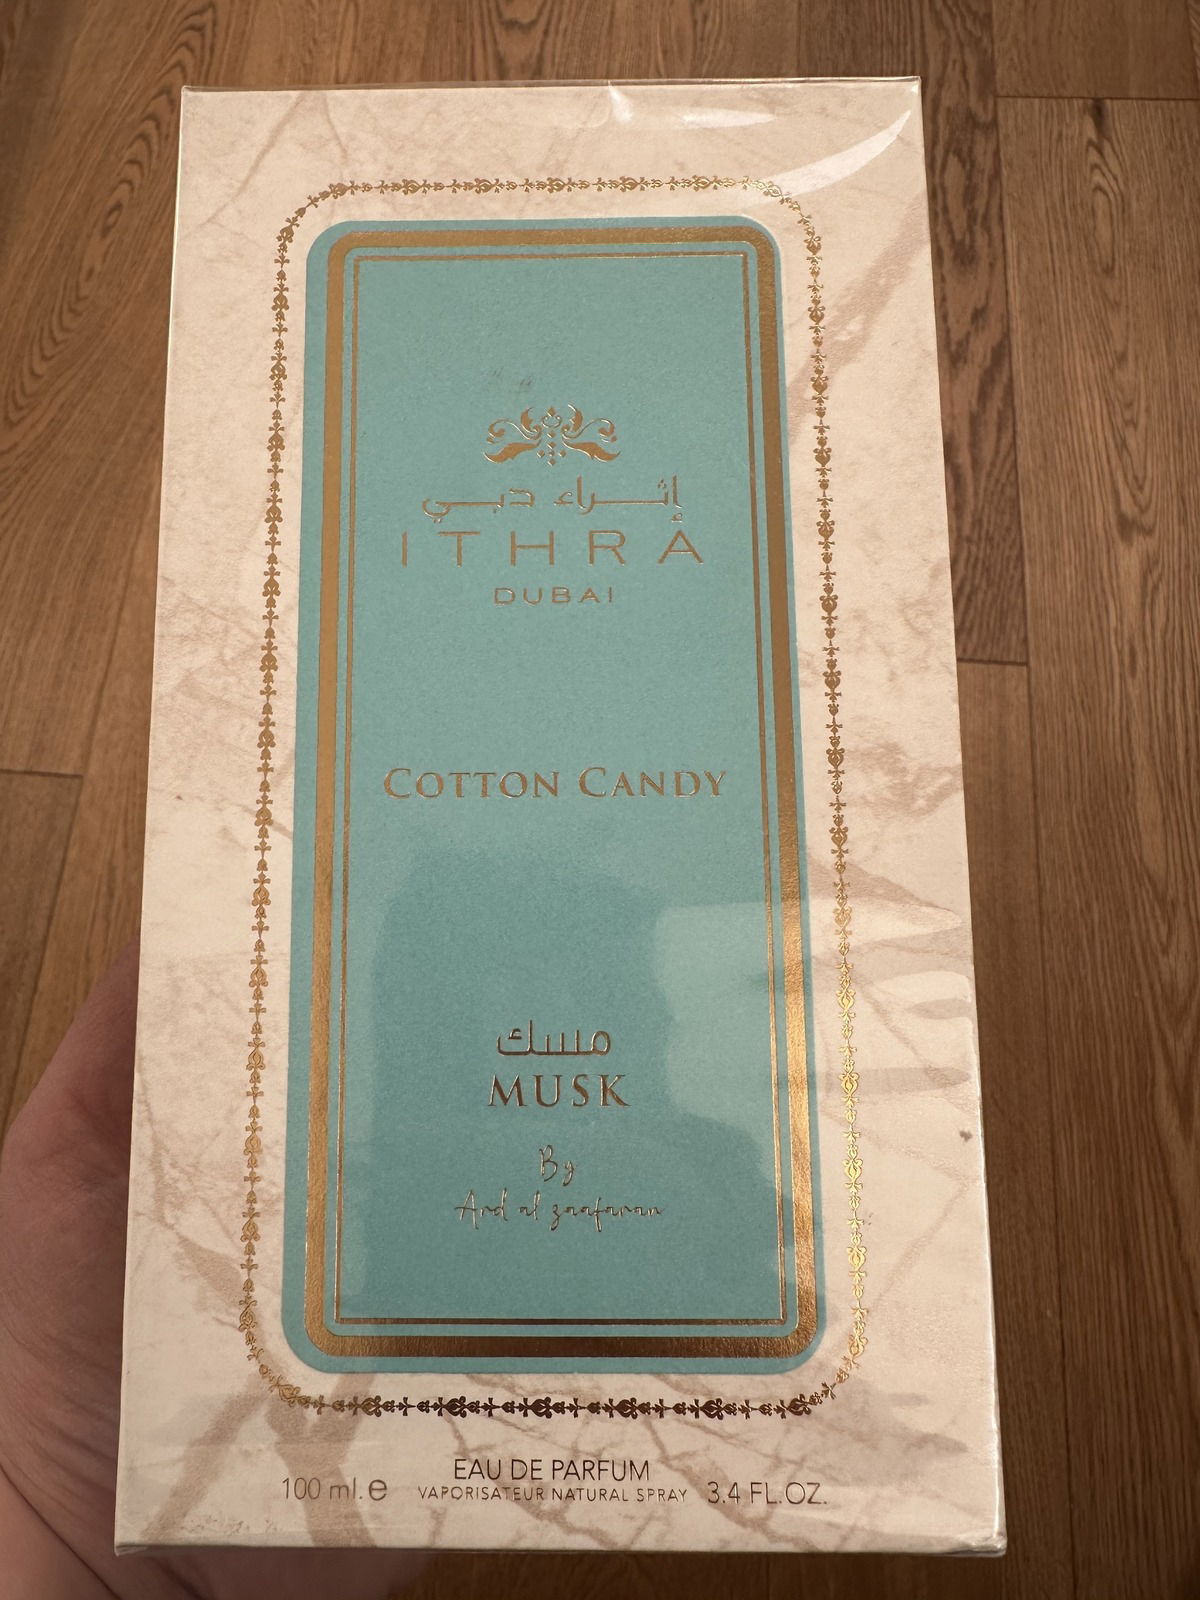 إثراء دبي
ITHRA
DUBAI
COTTON CANDY
مسك
MUSK
By
Ard al zaafaran
EAU DE PARFUM
100 ml. e VAPORISATEUR NATURAL SPRAY 3.4 FL.OZ.